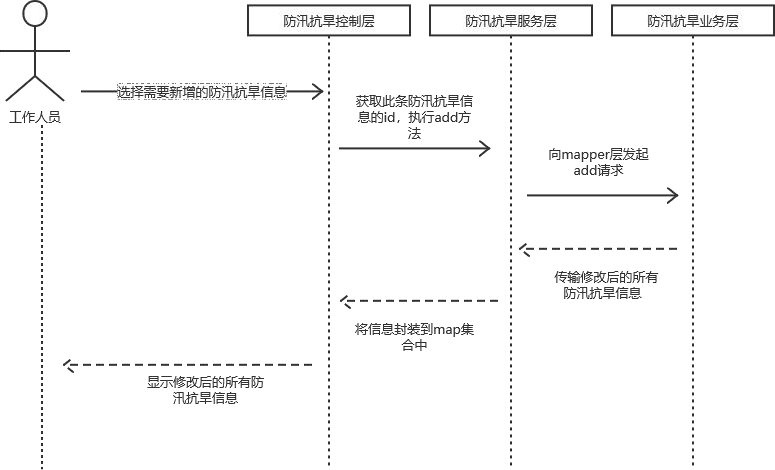 防汛抗旱控制层
防汛抗旱服务层
防汛抗旱业务层
选择需要新增的防汛抗旱信息
工作人员
获取此条防汛抗旱信
息的id，执行add方
法
向mapper层发起
add请求
传输修改后的所有
防汛抗旱信息
将信息封装到map集
合中
显示修改后的所有防
汛抗旱信息